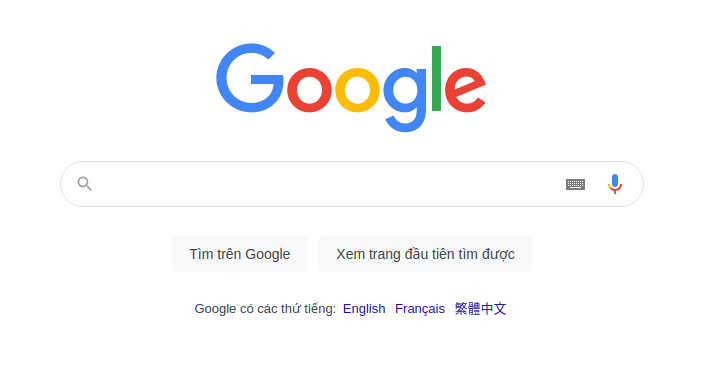 Google
Tìm trên Google
Xem trang đầu tiên tìm được
Google có các thứ tiếng: English Français 繁體中文